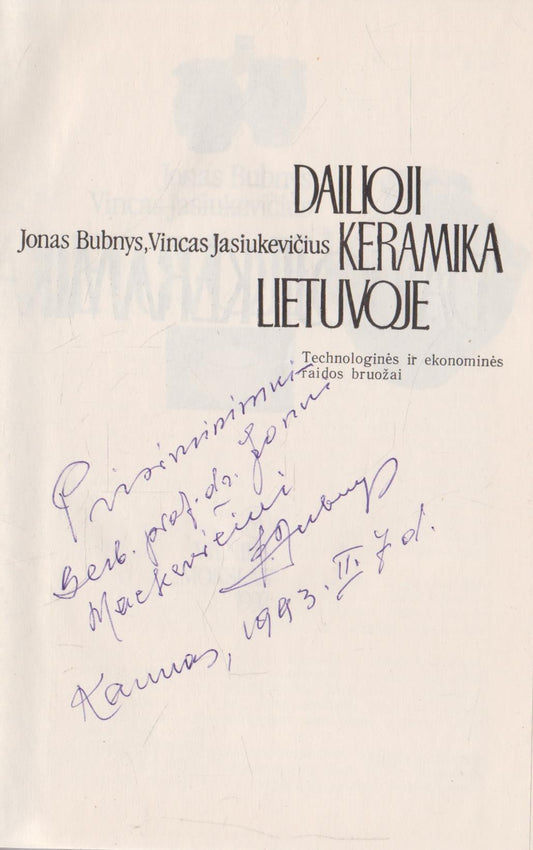 DAILIOJI
Jonas Bubnys, Vincas Jasiukevičius KERAMIKA
LIETUVOJE
Technologinės ir ekonominės
raidos bruožai
Prisiminimui –
Gerb. prof. dr. Jonui
Mackevičiui
JBubnys
Kaunas, 1993. II. 7 d.